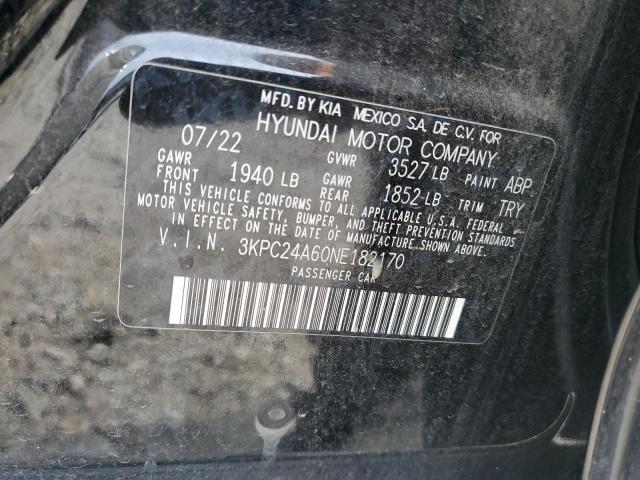 MFD. BY KIA MEXICO S.A. DE C.V. FOR
HYUNDAI MOTOR COMPANY
07/22 GVWR 3527 LB PAINT ABP
GAWR FRONT 1940 LB GAWR REAR 1852 LB TRIM TRY
THIS VEHICLE CONFORMS TO ALL APPLICABLE U.S.A. FEDERAL
MOTOR VEHICLE SAFETY, BUMPER, AND THEFT PREVENTION STANDARDS
IN EFFECT ON THE DATE OF MANUFACTURE SHOWN ABOVE.
V.I.N. 3KPC24A60NE182170
PASSENGER CAR